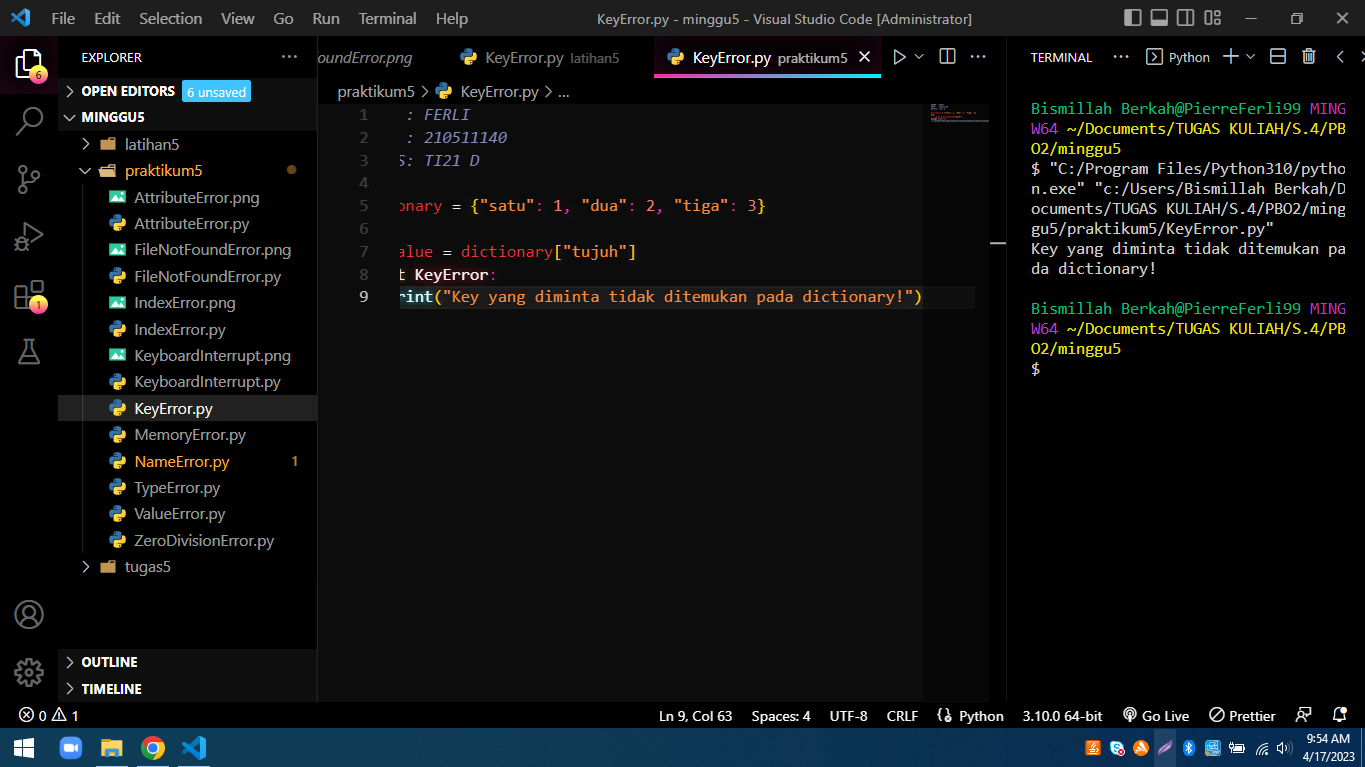 File Edit Selection View Go Run Terminal Help KeyError.py - minggu5 - Visual Studio Code [Administrator]
EXPLORER
OPEN EDITORS 6 unsaved
MINGGU5
latihan5
praktikum5
AttributeError.png
AttributeError.py
FileNotFoundError.png
FileNotFoundError.py
IndexError.png
IndexError.py
KeyboardInterrupt.png
KeyboardInterrupt.py
KeyError.py
MemoryError.py
NameError.py 1
TypeError.py
ValueError.py
ZeroDivisionError.py
tugas5
OUTLINE
TIMELINE
6
1
oundError.png KeyError.py latihan5 KeyError.py praktikum5
praktikum5 > KeyError.py > ...
1 : FERLI
2 : 210511140
3 S: TI21 D
4
5 onary = {"satu": 1, "dua": 2, "tiga": 3}
6
7 alue = dictionary["tujuh"]
8 t KeyError:
9 rint("Key yang diminta tidak ditemukan pada dictionary!")
TERMINAL Python
Bismillah Berkah@PierreFerli99 MING
W64 ~/Documents/TUGAS KULIAH/S.4/PB
O2/minggu5
$ "C:/Program Files/Python310/pytho
n.exe" "c:/Users/Bismillah Berkah/D
ocuments/TUGAS KULIAH/S.4/PBO2/ming
gu5/praktikum5/KeyError.py"
Key yang diminta tidak ditemukan pa
da dictionary!
Bismillah Berkah@PierreFerli99 MING
W64 ~/Documents/TUGAS KULIAH/S.4/PB
O2/minggu5
$
0 1 Ln 9, Col 63 Spaces: 4 UTF-8 CRLF Python 3.10.0 64-bit Go Live Prettier
9:54 AM
4/17/2023